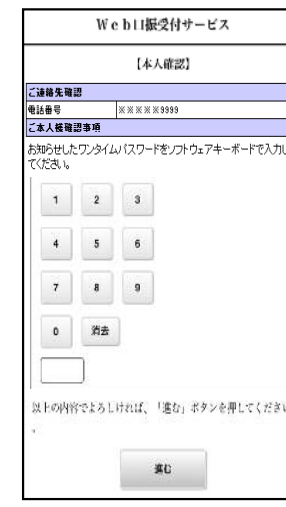 Web口振受付サービス
【本人確認】
ご連絡先確認
電話番号 ※※※※※9999
ご本人様確認事項
お知らせしたワンタイムパスワードをソフトウェアキーボードで入力し
てください。
1 2 3
4 5 6
7 8 9
0 消去
以上の内容でよろしければ、「進む」ボタンを押してください
。
進む